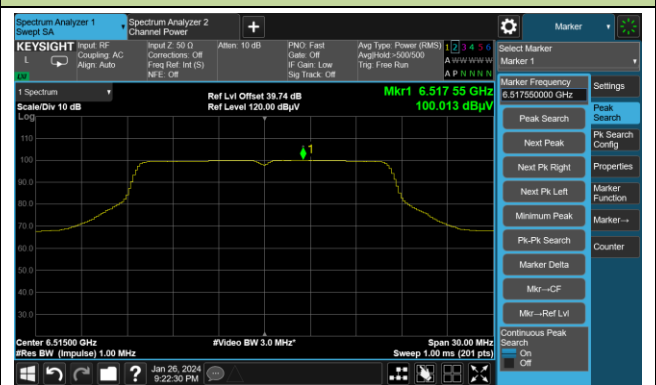 Spectrum Analyzer 1
Swept SA
Spectrum Analyzer 2
Channel Power
Marker
KEYSIGHT
L
Input: RF
Coupling: AC
Align: Auto
Input Z: 50 Ω
Corrections: Off
Freq Ref: Int (S)
NFE: Off
Atten: 10 dB
PNO: Fast
Gate: Off
IF Gain: Low
Sig Track: Off
Avg Type: Power (RMS)
Avg|Hold:>500/500
Trig: Free Run
1 2 3 4 5 6
A W W W W W
A P N N N N
Select Marker
Marker 1
1 Spectrum
Scale/Div 10 dB
Ref Lvl Offset 39.74 dB
Ref Level 120.00 dBµV
Mkr1 6.517 55 GHz
100.013 dBµV
Log
110
100
90.0
80.0
70.0
60.0
50.0
40.0
30.0
1
Center 6.51500 GHz
#Res BW (Impulse) 1.00 MHz
#Video BW 3.0 MHz*
Span 30.00 MHz
Sweep 1.00 ms (201 pts)
Marker Frequency
6.517550000 GHz
Peak Search
Next Peak
Next Pk Right
Next Pk Left
Minimum Peak
Pk-Pk Search
Marker Delta
Mkr→CF
Mkr→Ref Lvl
Continuous Peak
Search
On
Off
Settings
Peak
Search
Pk Search
Config
Properties
Marker
Function
Marker→
Counter
Jan 26, 2024
9:22:30 PM